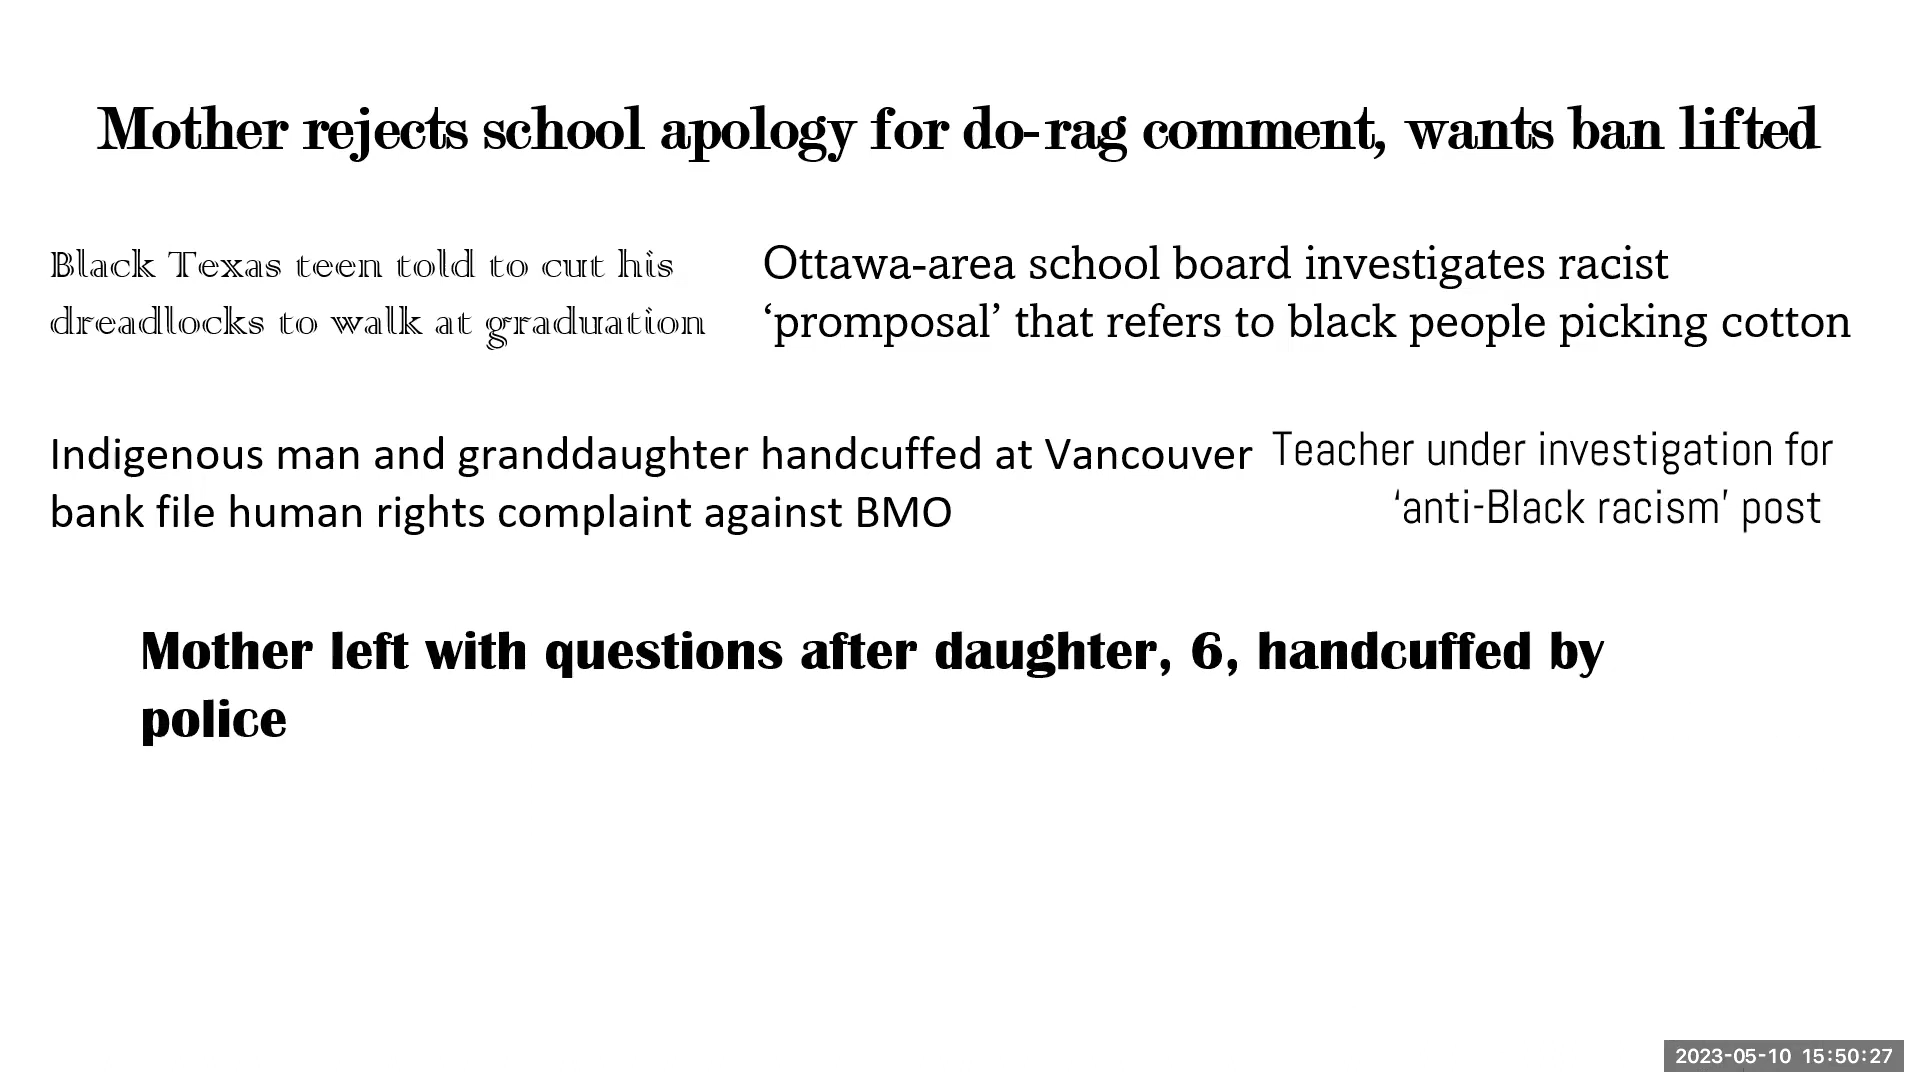 Mother rejects school apology for do-rag comment, wants ban lifted
Black Texas teen told to cut his
dreadlocks to walk at graduation
Ottawa-area school board investigates racist
‘promposal’ that refers to black people picking cotton
Indigenous man and granddaughter handcuffed at Vancouver
bank file human rights complaint against BMO
Teacher under investigation for
‘anti-Black racism’ post
Mother left with questions after daughter, 6, handcuffed by
police
2023-05-10 15:50:27